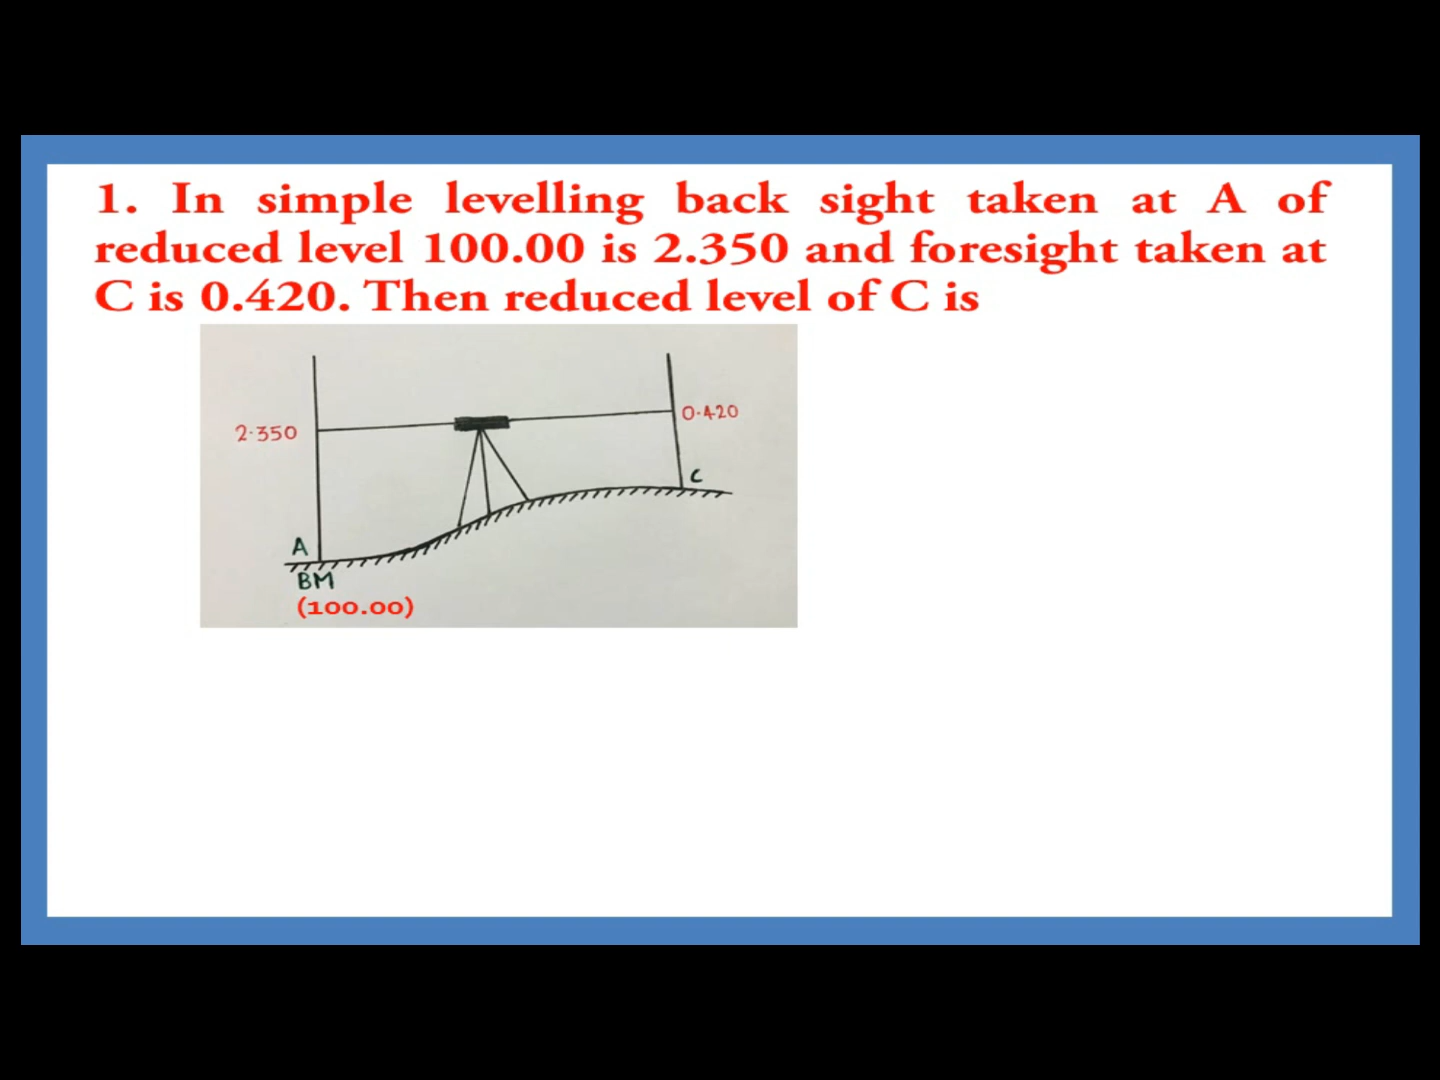 1. In simple levelling back sight taken at A of
reduced level 100.00 is 2.350 and foresight taken at
C is 0.420. Then reduced level of C is
0.420
2.350
C
A
BM
(100.00)